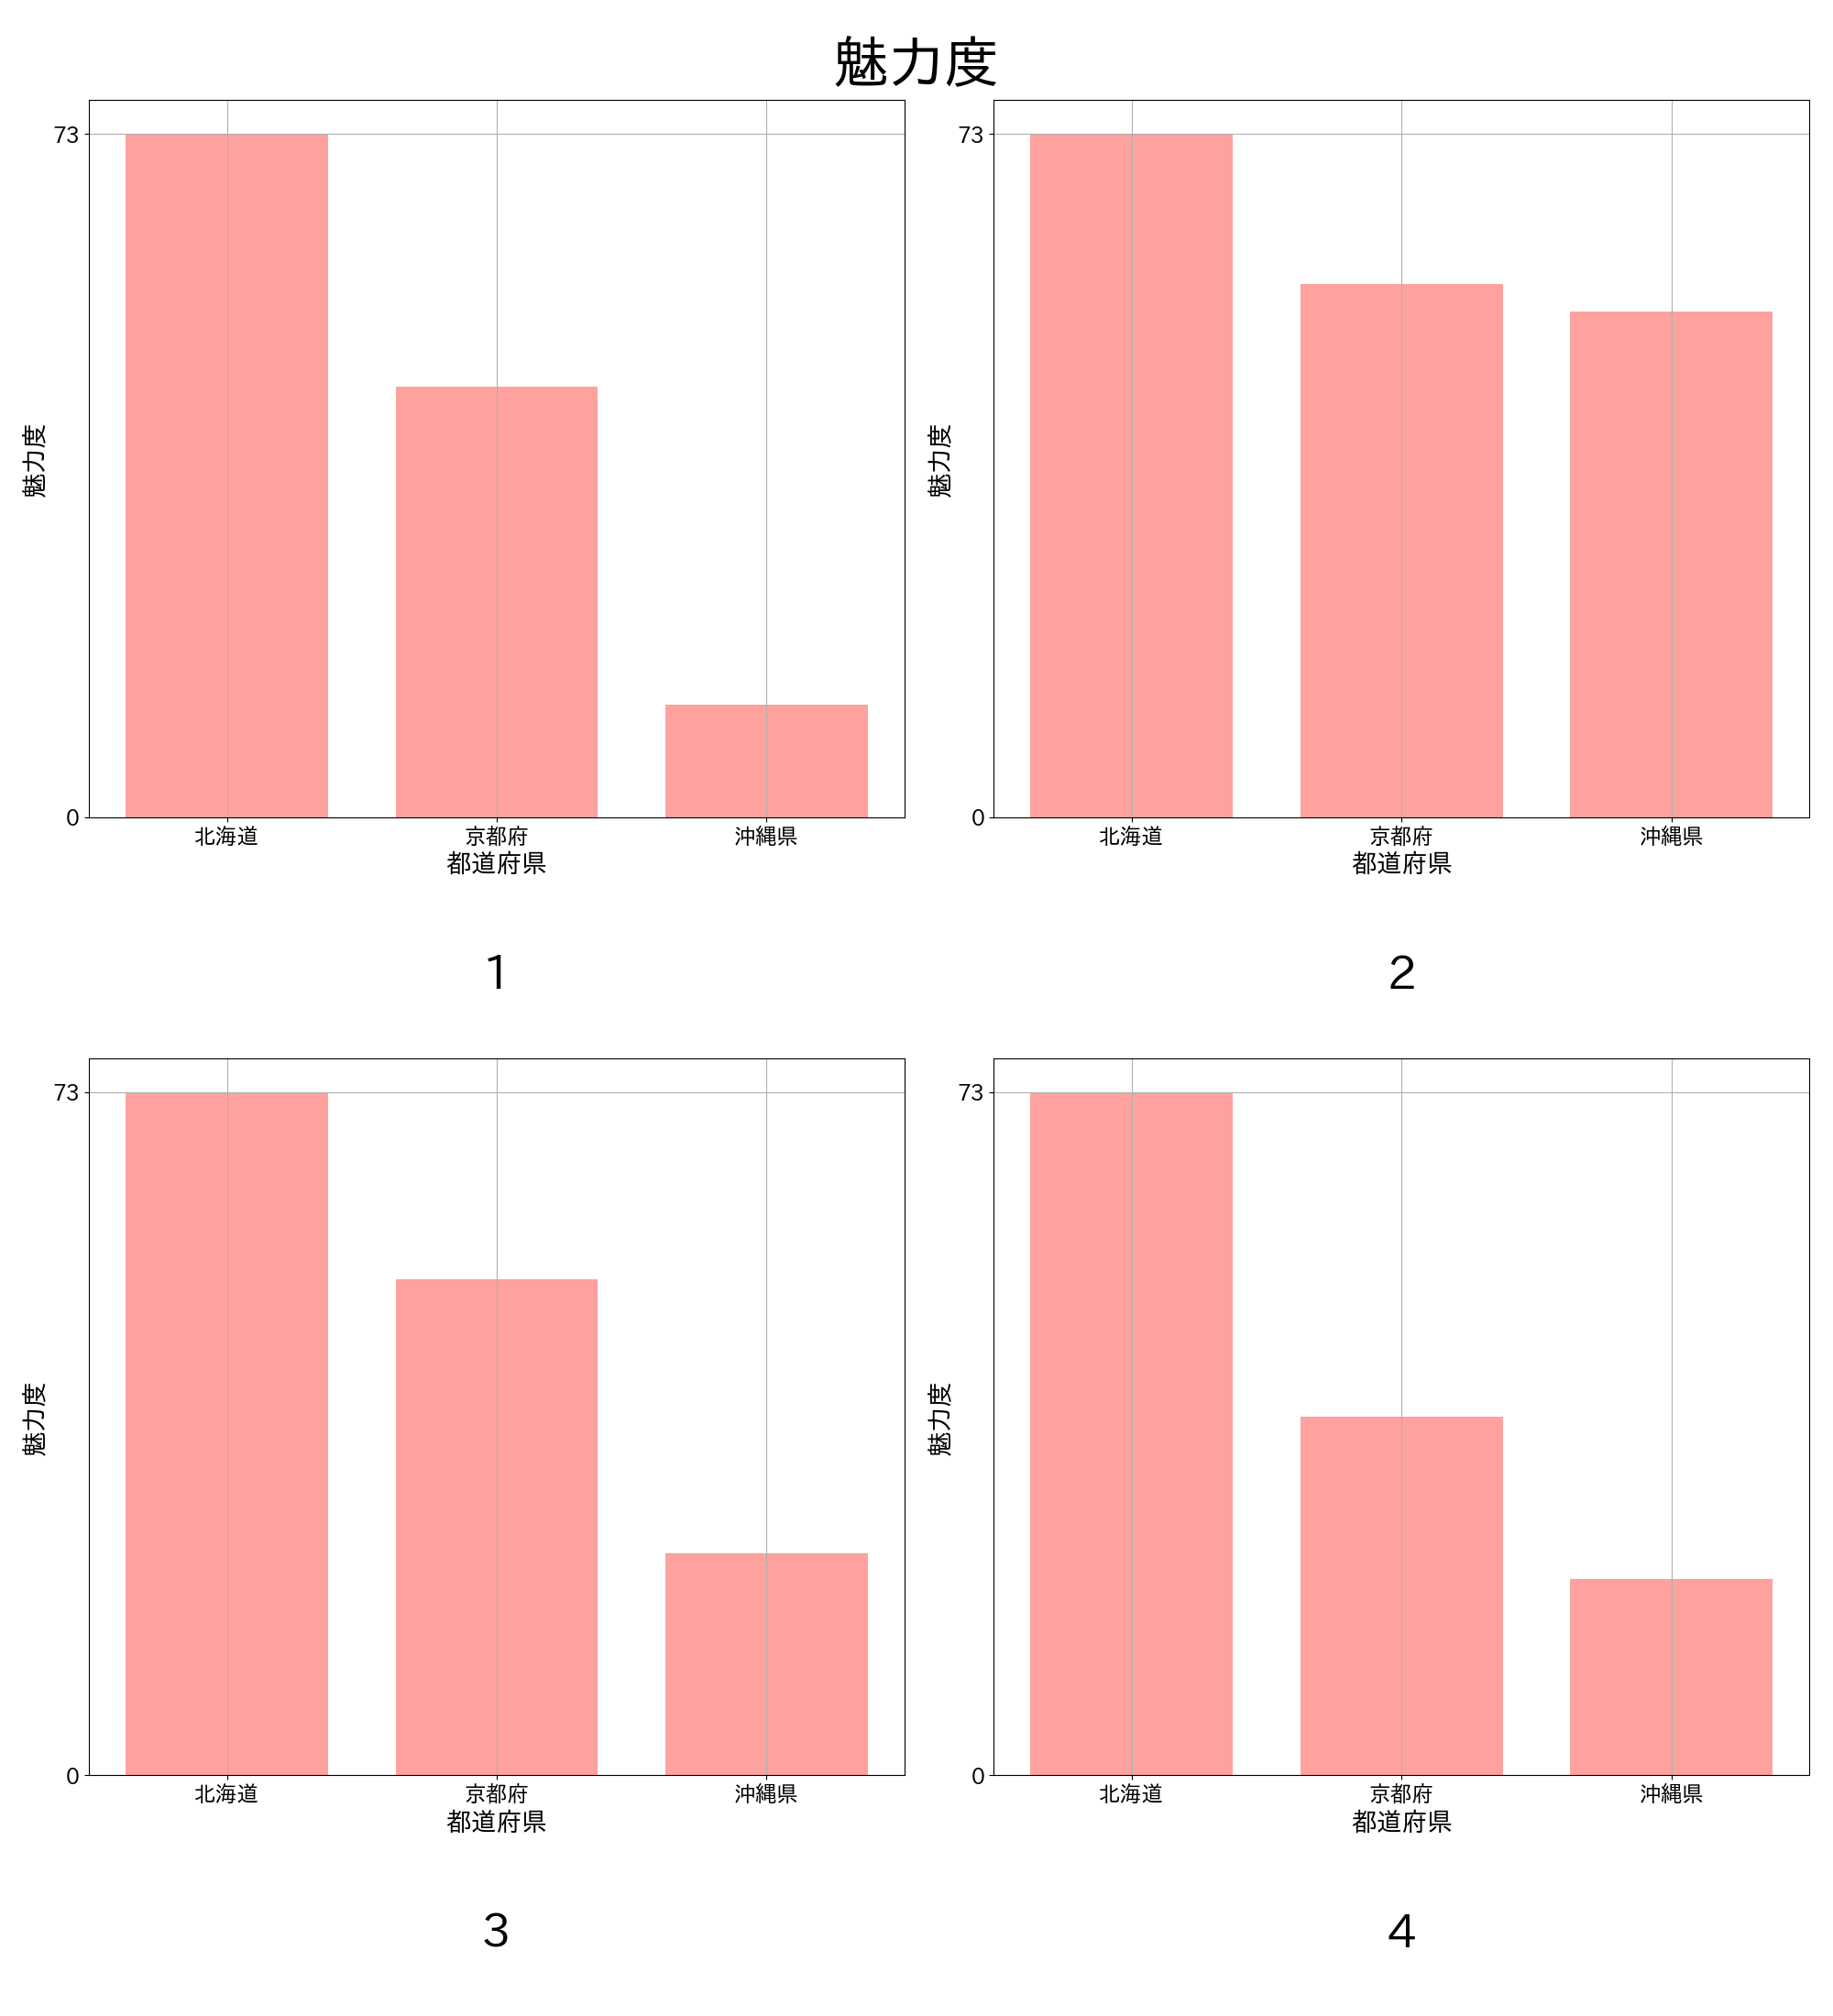 魅力度
73
魅力度
0
北海道 京都府 沖縄県
都道府県
1
73
魅力度
0
北海道 京都府 沖縄県
都道府県
2
73
魅力度
0
北海道 京都府 沖縄県
都道府県
3
73
魅力度
0
北海道 京都府 沖縄県
都道府県
4